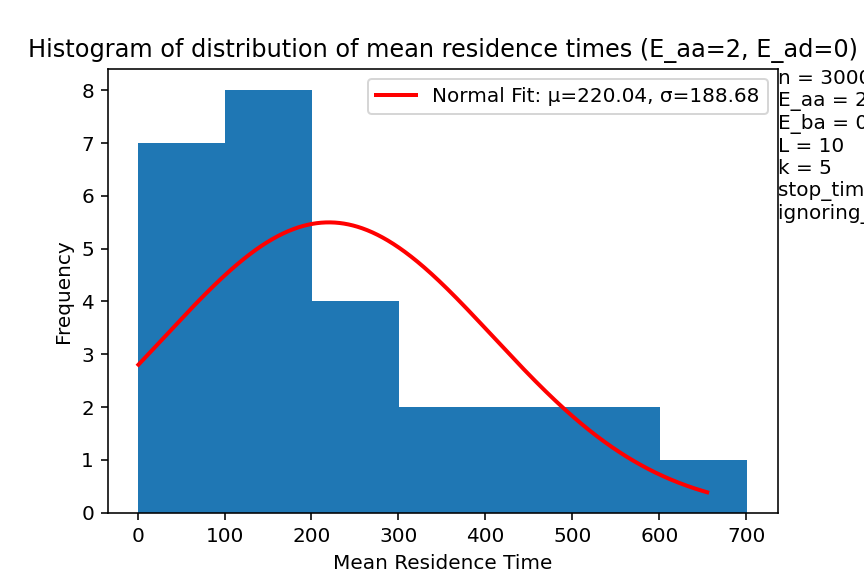 Histogram of distribution of mean residence times (E_aa=2, E_ad=0)
Normal Fit: μ=220.04, σ=188.68
n = 3000
E_aa = 2
E_ba = 0
L = 10
k = 5
stop_tim
ignoring_
8
7
6
5
4
3
2
1
0
Frequency
0 100 200 300 400 500 600 700
Mean Residence Time